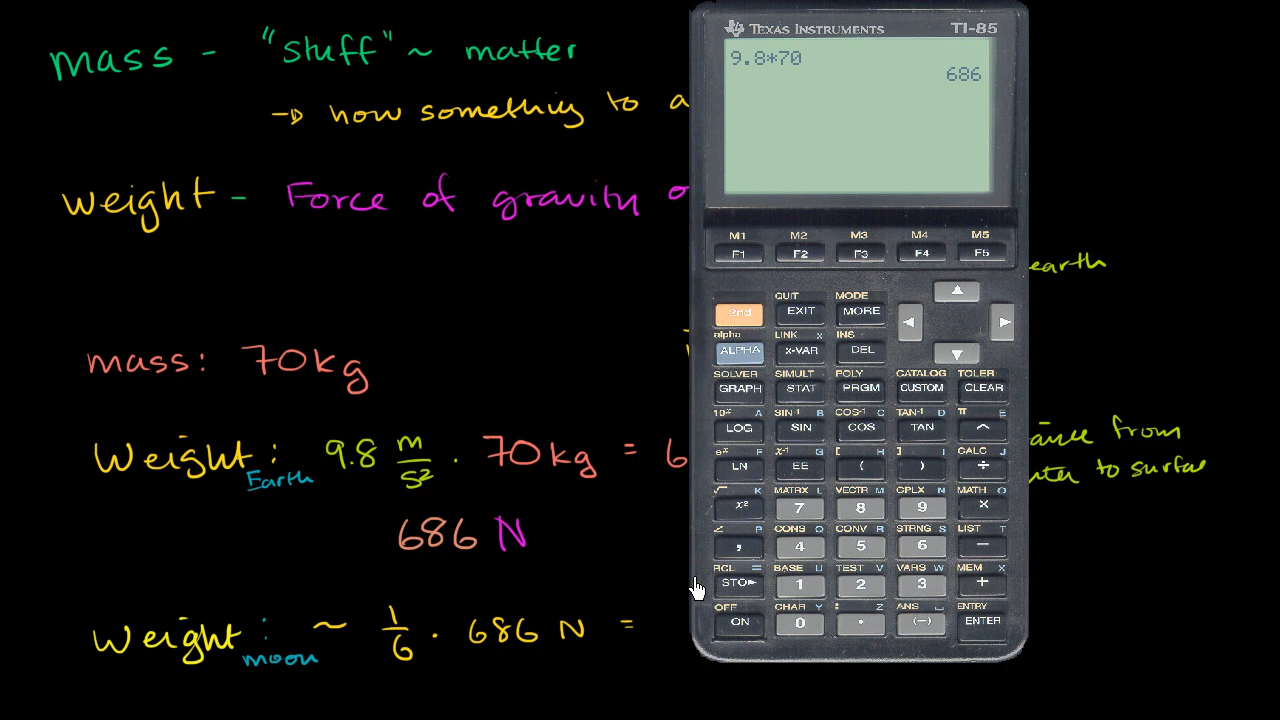 mass - "stuff" ~ matter
→ how something to a
weight - Force of gravity o
earth
mass: 70kg
Weight Earth: 9.8 m/s² · 70kg = 6
ance from
nter to surfac
686 N
Weight moon: ~ 1/6 · 686 N =
TEXAS INSTRUMENTS TI-85
9.8*70
686
M1 M2 M3 M4 M5
F1 F2 F3 F4 F5
QUIT MODE
2nd EXIT MORE
alpha LINK x INS
ALPHA x-VAR DEL
SOLVER SIMULT POLY CATALOG TOLER
GRAPH STAT PRGM CUSTOM CLEAR
10ˣ A SIN⁻¹ B COS⁻¹ C TAN⁻¹ D π E
LOG SIN COS TAN ^
eˣ F x⁻¹ G [ H ] I CALC J
LN EE ( ) ÷
√ K MATRX L VECTR M CPLX N MATH O
x² 7 8 9 ×
∠ P CONS Q CONV R STRNG S LIST T
, 4 5 6 −
RCL = BASE U TEST V VARS W MEM X
STO▶ 1 2 3 +
OFF CHAR Y : Z ANS ENTRY
ON 0 . (−) ENTER